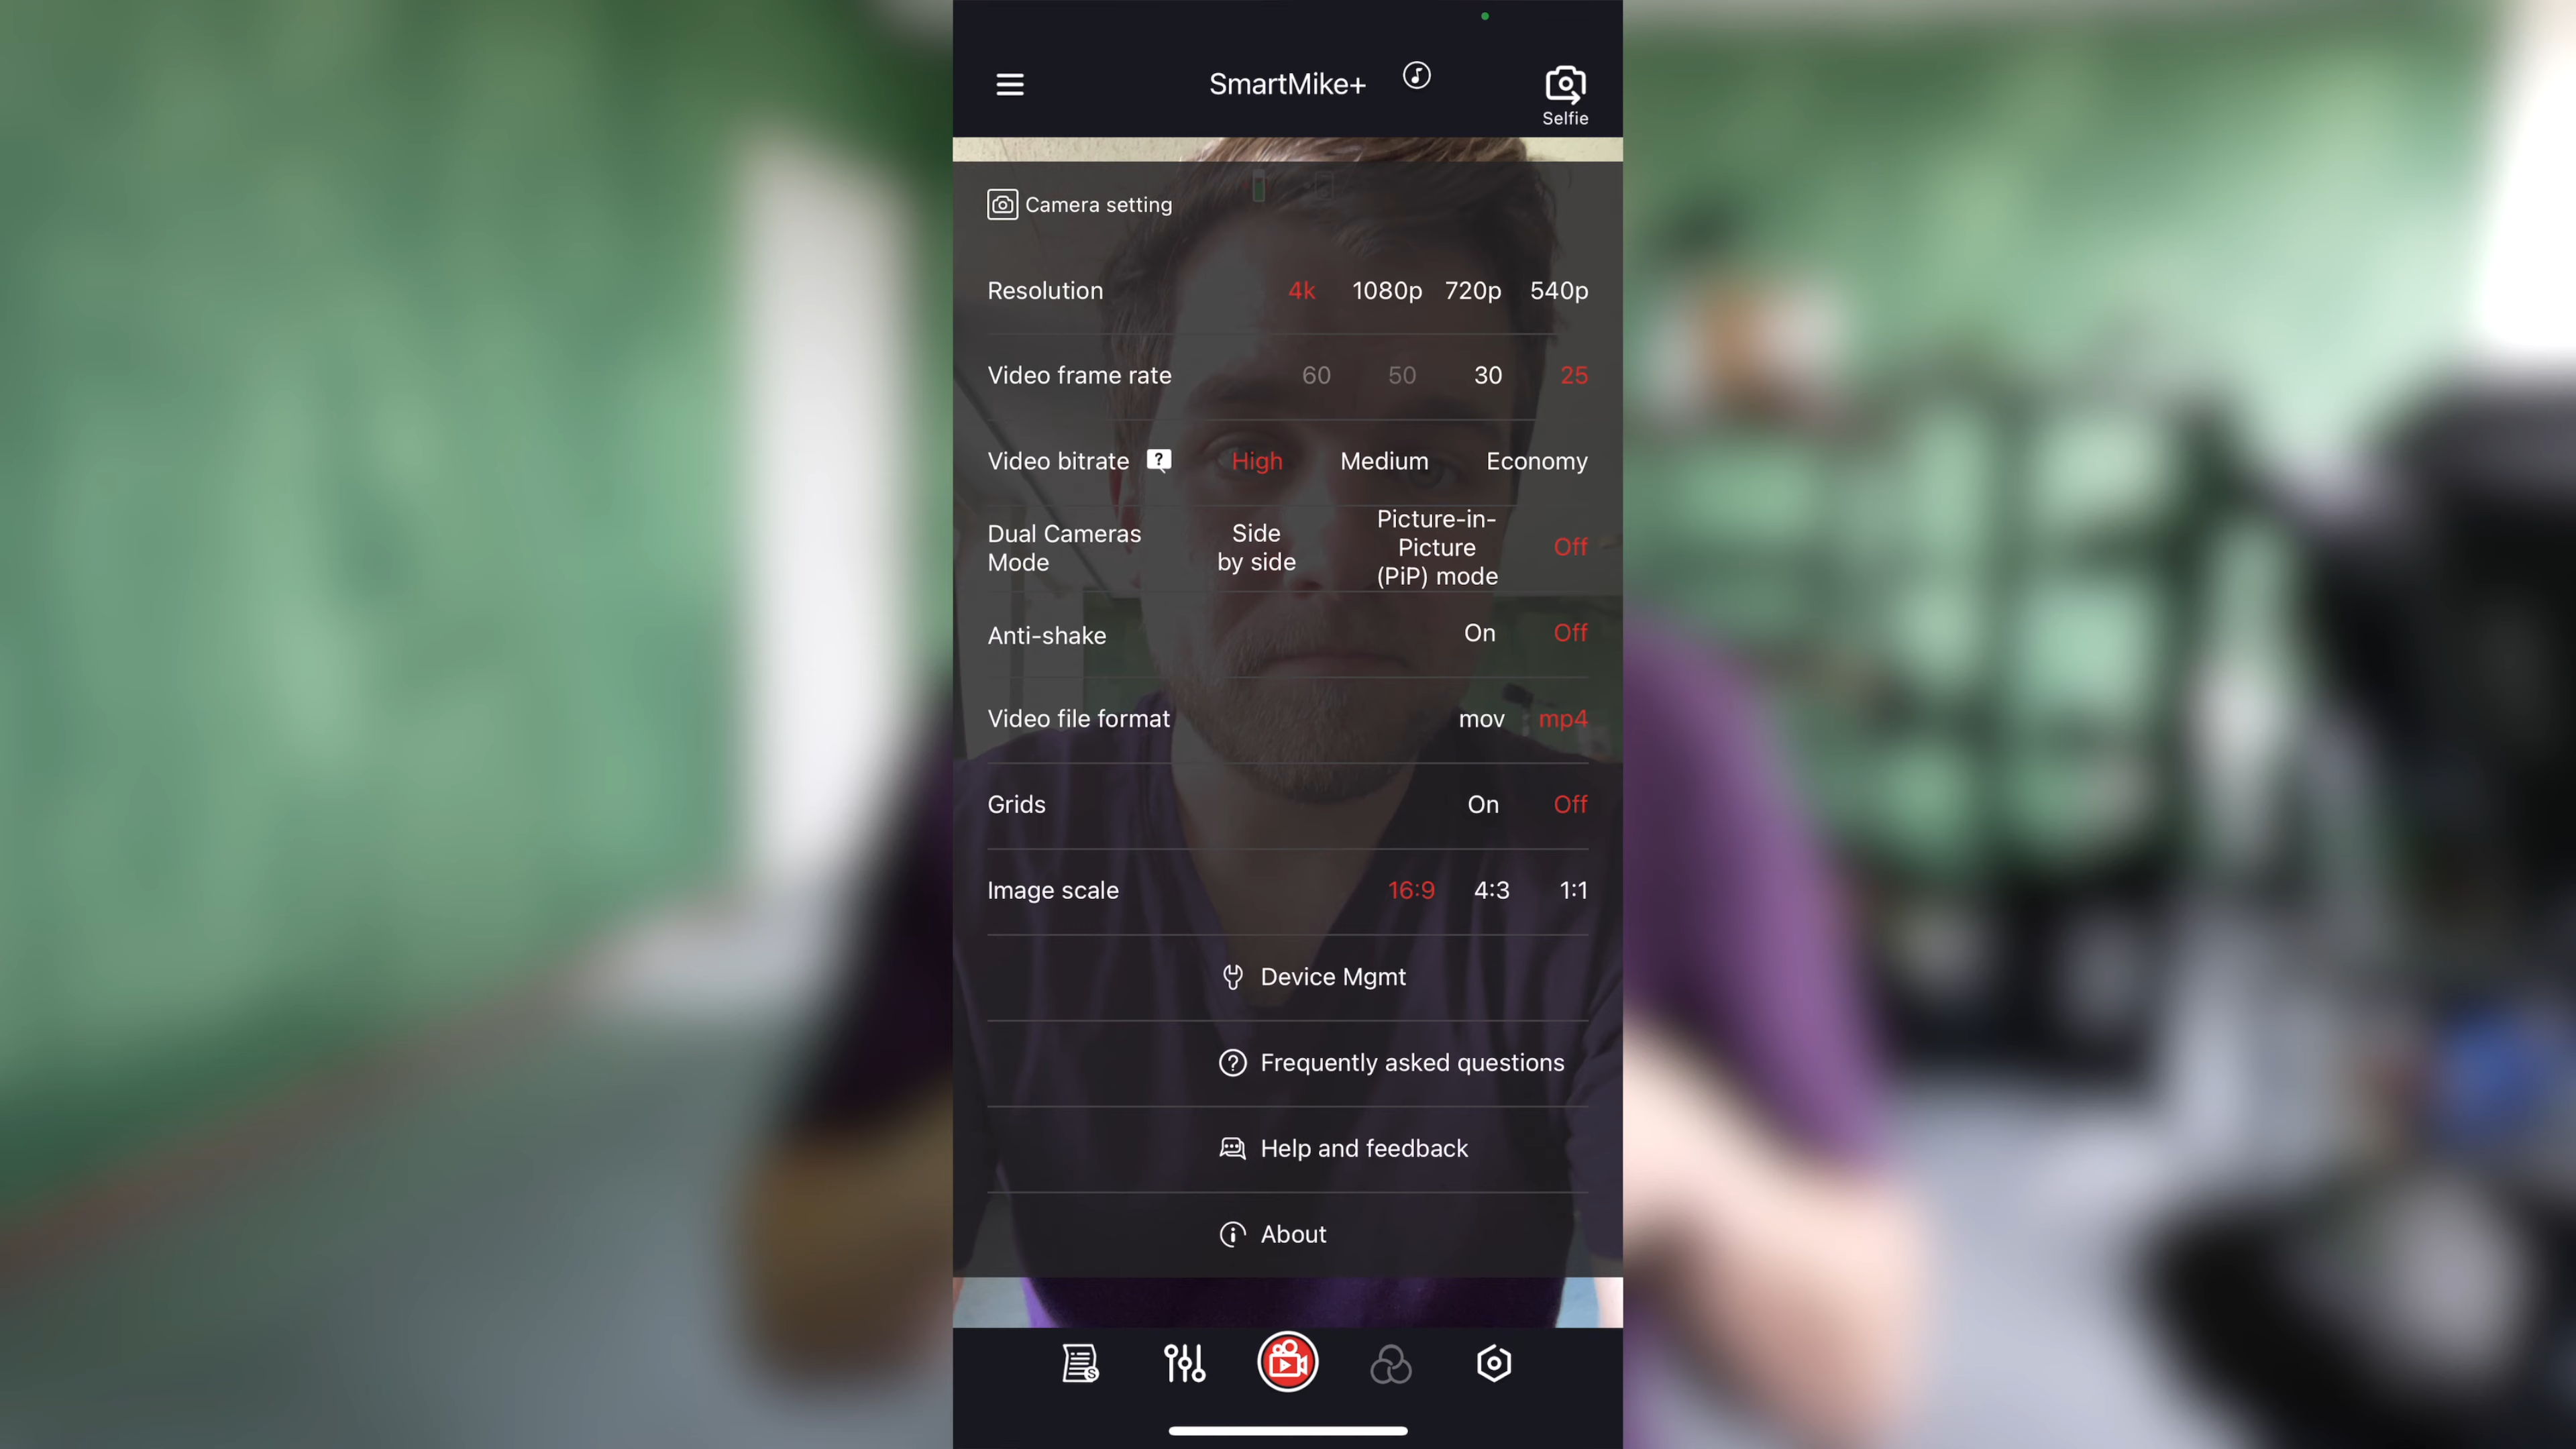 SmartMike+
Selfie
Camera setting
Resolution 4k 1080p 720p 540p
Video frame rate 60 50 30 25
Video bitrate ? High Medium Economy
Dual Cameras
Mode
Side
by side
Picture-in-
Picture
(PiP) mode
Off
Anti-shake On Off
Video file format mov mp4
Grids On Off
Image scale 16:9 4:3 1:1
Device Mgmt
Frequently asked questions
Help and feedback
About